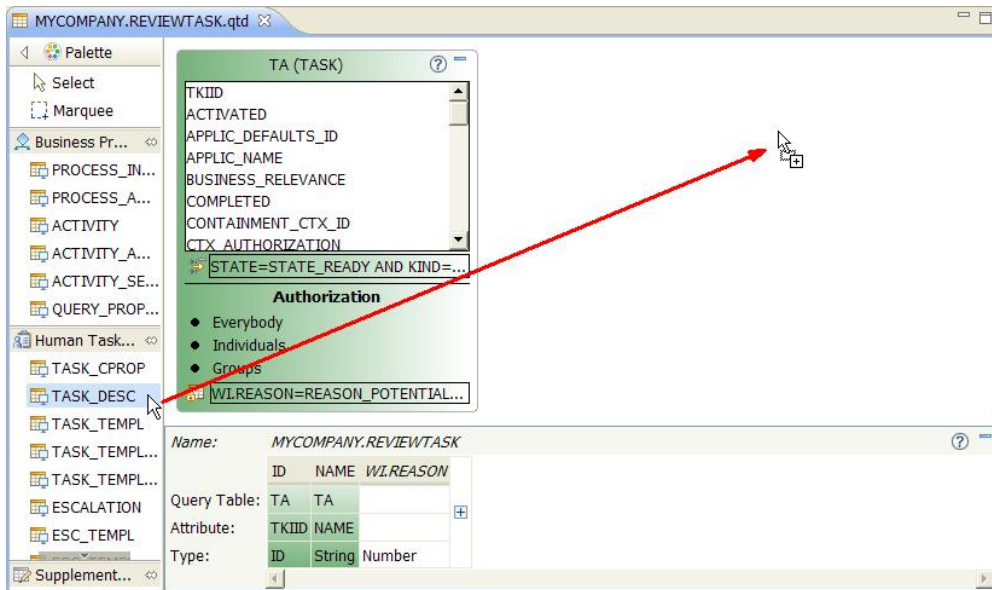 MYCOMPANY.REVIEWTASK.qtd
Palette
Select
Marquee
Business Pr...
PROCESS_IN...
PROCESS_A...
ACTIVITY
ACTIVITY_A...
ACTIVITY_SE...
QUERY_PROP...
Human Task...
TASK_CPROP
TASK_DESC
TASK_TEMPL
TASK_TEMPL...
TASK_TEMPL...
ESCALATION
ESC_TEMPL
Supplement...
TA (TASK)
TKIID
ACTIVATED
APPLIC_DEFAULTS_ID
APPLIC_NAME
BUSINESS_RELEVANCE
COMPLETED
CONTAINMENT_CTX_ID
CTX_AUTHORIZATION
STATE=STATE_READY AND KIND=...
Authorization
Everybody
Individuals
Groups
WI.REASON=REASON_POTENTIAL...
Name: MYCOMPANY.REVIEWTASK
ID NAME WI.REASON
Query Table: TA TA
Attribute: TKIID NAME
Type: ID String Number